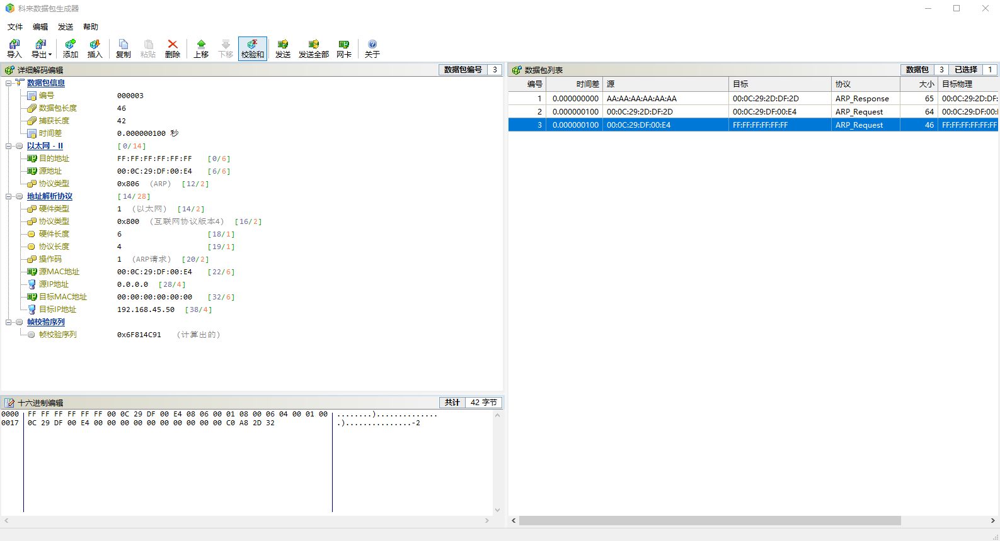 科来数据包生成器
文件 编辑 发送 帮助
导入 导出 添加 插入 复制 粘贴 删除 上移 下移 校验和 发送 发送全部 网卡 关于
详细解码编辑 数据包编号 3
数据包信息
编号 000003
数据包长度 46
捕获长度 42
时间差 0.000000100 秒
以太网 - II [0/14]
目的地址 FF:FF:FF:FF:FF:FF [0/6]
源地址 00:0C:29:DF:00:E4 [6/6]
协议类型 0x806 (ARP) [12/2]
地址解析协议 [14/28]
硬件类型 1 (以太网) [14/2]
协议类型 0x800 (互联网协议版本4) [16/2]
硬件长度 6 [18/1]
协议长度 4 [19/1]
操作码 1 (ARP请求) [20/2]
源MAC地址 00:0C:29:DF:00:E4 [22/6]
源IP地址 0.0.0.0 [28/4]
目标MAC地址 00:00:00:00:00:00 [32/6]
目标IP地址 192.168.45.50 [38/4]
帧校验序列
帧校验序列 0x6F814C91 (计算出的)
十六进制编辑 共计 42 字节
0000 FF FF FF FF FF FF 00 0C 29 DF 00 E4 08 06 00 01 08 00 06 04 00 01 00 ........)..............
0017 0C 29 DF 00 E4 00 00 00 00 00 00 00 00 00 00 C0 A8 2D 32 .)...............-2
数据包列表 数据包 3 已选择 1
编号 时间差 源 目标 协议 大小 目标物理
1 0.000000000 AA:AA:AA:AA:AA:AA 00:0C:29:2D:DF:2D ARP_Response 65 00:0C:29:2D:DF:
2 0.000000100 00:0C:29:2D:DF:2D 00:0C:29:DF:00:E4 ARP_Request 64 00:0C:29:DF:00:
3 0.000000100 00:0C:29:DF:00:E4 FF:FF:FF:FF:FF:FF ARP_Request 46 FF:FF:FF:FF:FF:FF